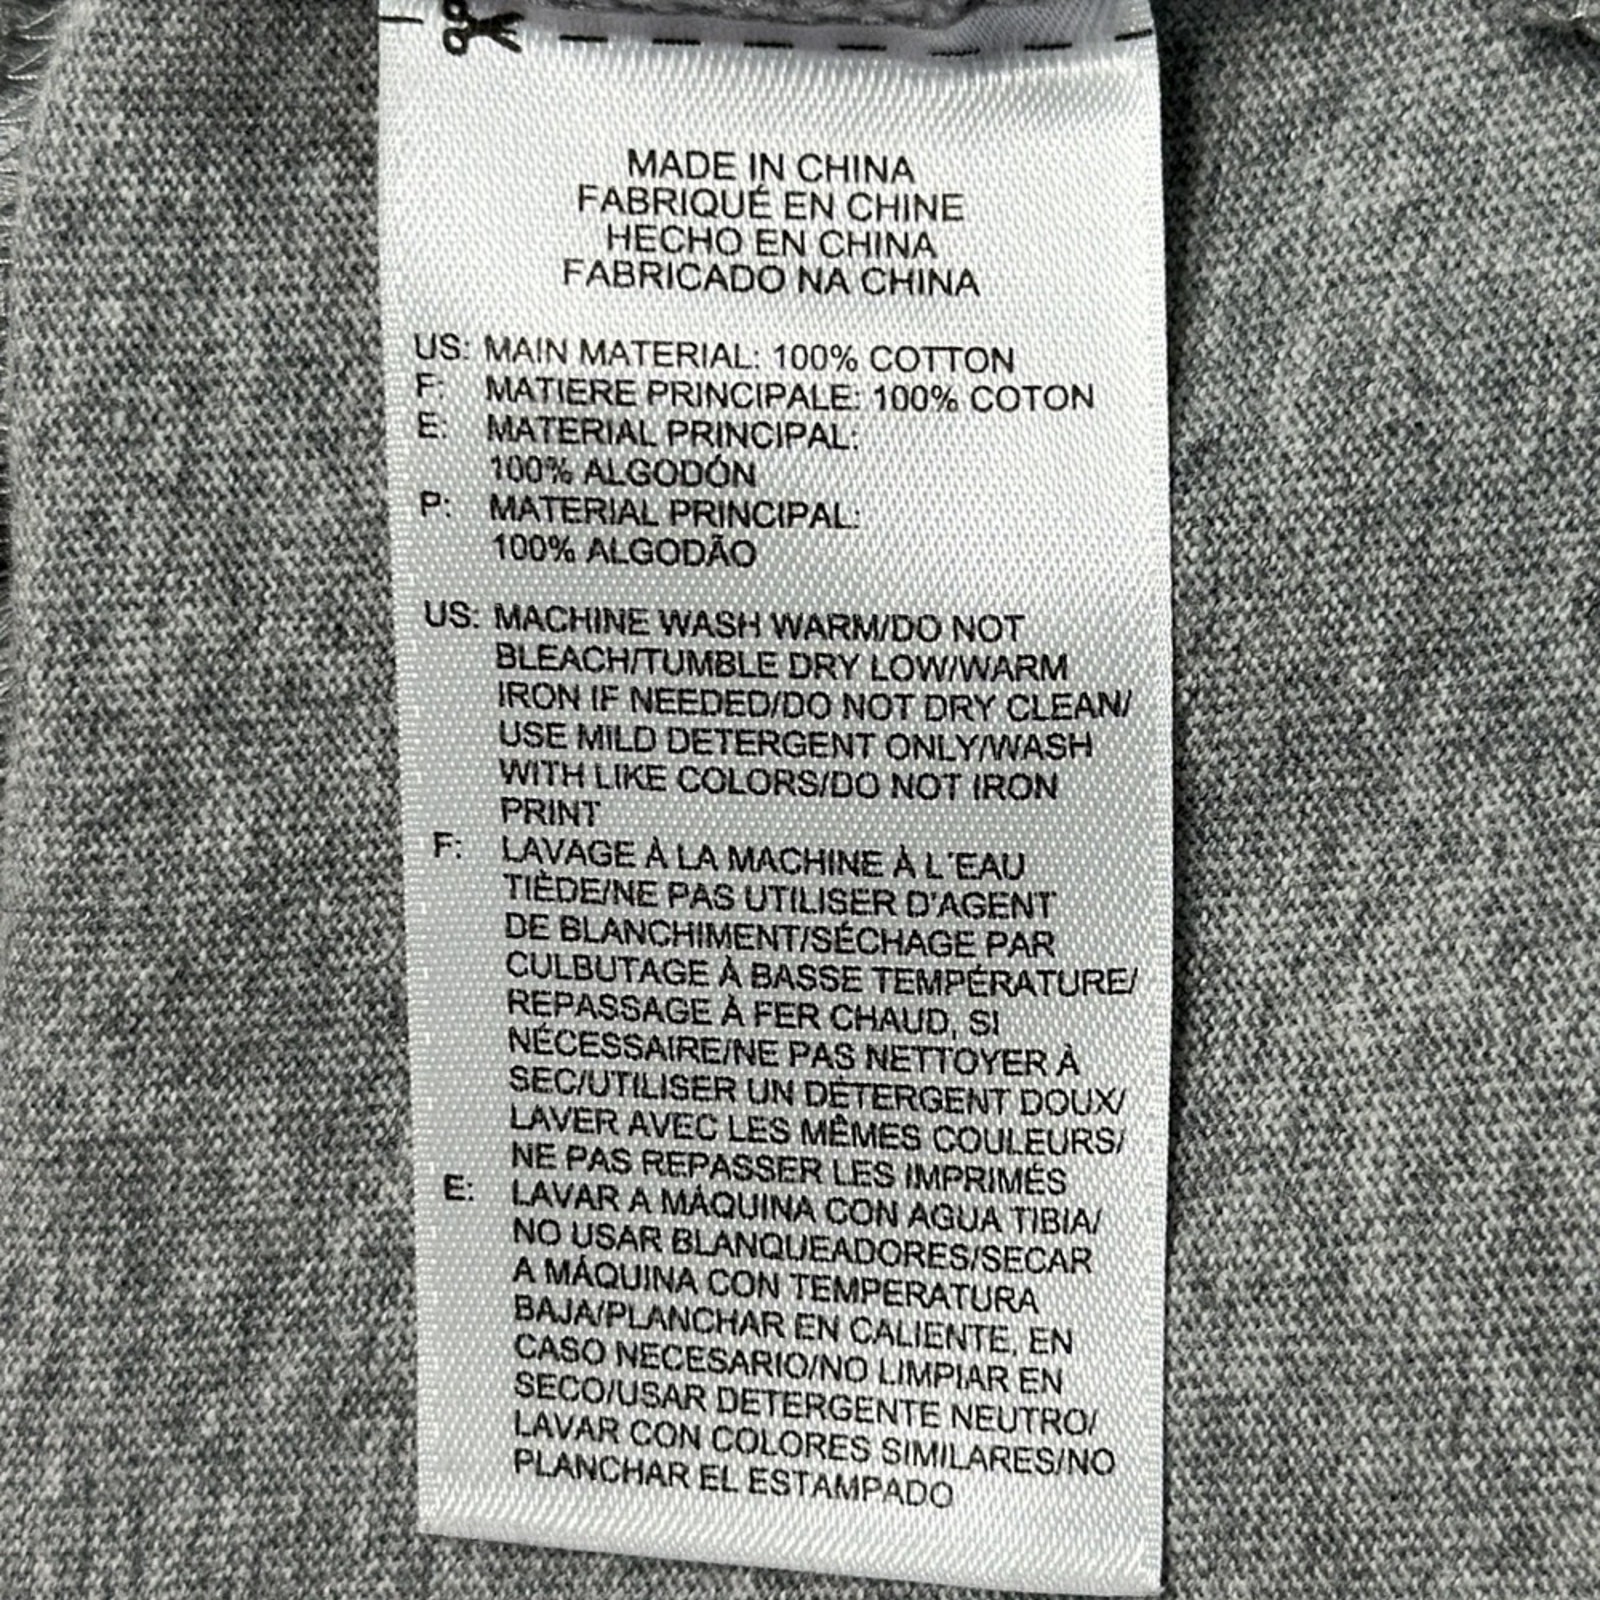 MADE IN CHINA
FABRIQUÉ EN CHINE
HECHO EN CHINA
FABRICADO NA CHINA
US: MAIN MATERIAL: 100% COTTON
F: MATIERE PRINCIPALE: 100% COTON
E: MATERIAL PRINCIPAL:
100% ALGODÓN
P: MATERIAL PRINCIPAL:
100% ALGODÃO
US: MACHINE WASH WARM/DO NOT
BLEACH/TUMBLE DRY LOW/WARM
IRON IF NEEDED/DO NOT DRY CLEAN/
USE MILD DETERGENT ONLY/WASH
WITH LIKE COLORS/DO NOT IRON
PRINT
F: LAVAGE À LA MACHINE À L'EAU
TIÈDE/NE PAS UTILISER D'AGENT
DE BLANCHIMENT/SÉCHAGE PAR
CULBUTAGE À BASSE TEMPÉRATURE/
REPASSAGE À FER CHAUD, SI
NÉCESSAIRE/NE PAS NETTOYER À
SEC/UTILISER UN DÉTERGENT DOUX/
LAVER AVEC LES MÊMES COULEURS/
NE PAS REPASSER LES IMPRIMÉS
E: LAVAR A MÁQUINA CON AGUA TIBIA/
NO USAR BLANQUEADORES/SECAR
A MÁQUINA CON TEMPERATURA
BAJA/PLANCHAR EN CALIENTE, EN
CASO NECESARIO/NO LIMPIAR EN
SECO/USAR DETERGENTE NEUTRO/
LAVAR CON COLORES SIMILARES/NO
PLANCHAR EL ESTAMPADO